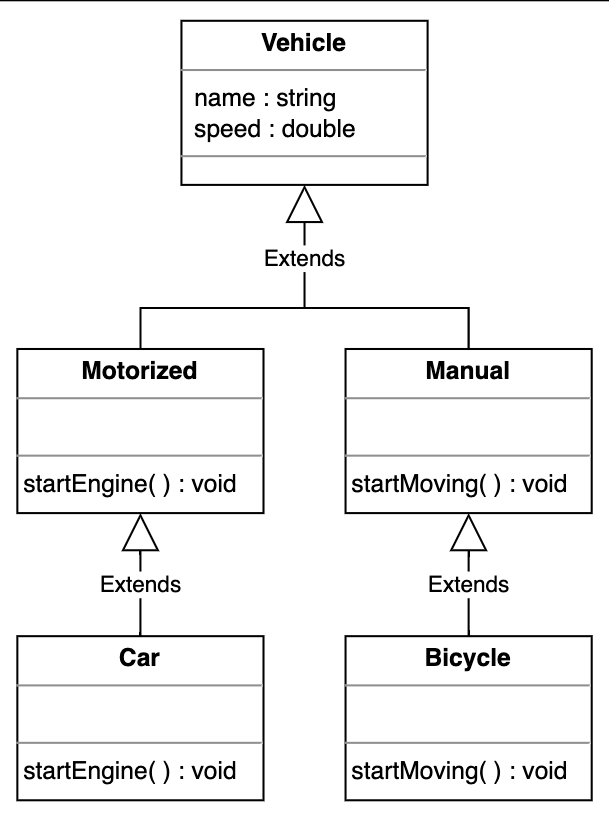 Vehicle
name : string
speed : double
Extends
Motorized
startEngine( ) : void
Manual
startMoving( ) : void
Extends
Extends
Car
startEngine( ) : void
Bicycle
startMoving( ) : void